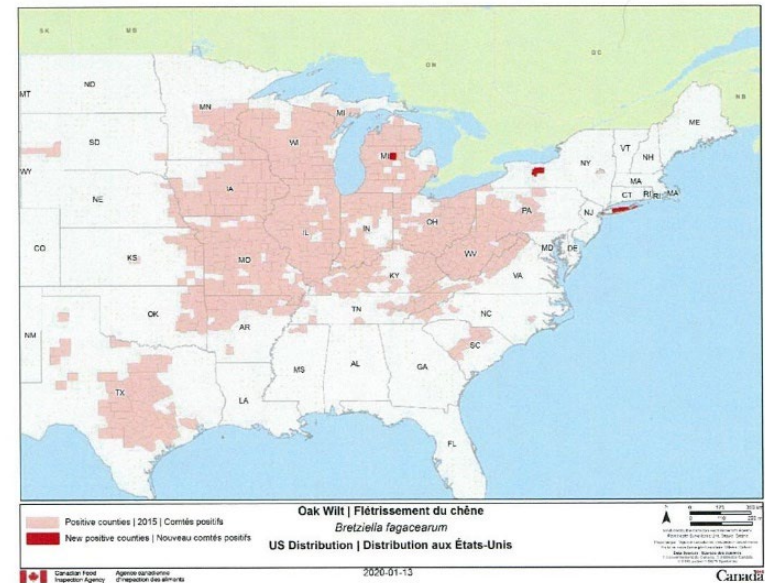 SK
MB
ON
QC
NB
MT
ND
MN
MI
ME
SD
WI
VT
NH
WY
MI
NY
MA
IA
CT
RI
RI
MA
NE
PA
NJ
OH
IL
IN
CO
MD
DE
KS
MO
WV
KY
VA
OK
TN
NC
NM
AR
SC
MS
AL
GA
TX
LA
FL
Oak Wilt | Flétrissement du chêne
Bretziella fagacearum
US Distribution | Distribution aux États-Unis
Positive counties | 2015 | Comtés positifs
New positive counties | Nouveau comtés positifs
Canadian Food Inspection Agency
Agence canadienne d'inspection des aliments
2020-01-13
Canada